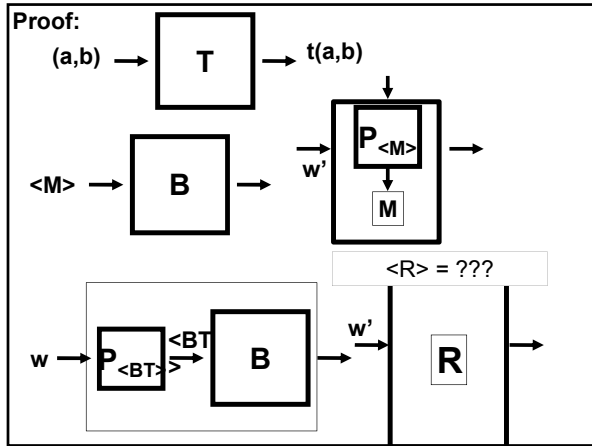 Proof:
(a,b) T t(a,b)
P<M>
w’
<M> B M
<R> = ???
w P<BT> <BT> B w’ R